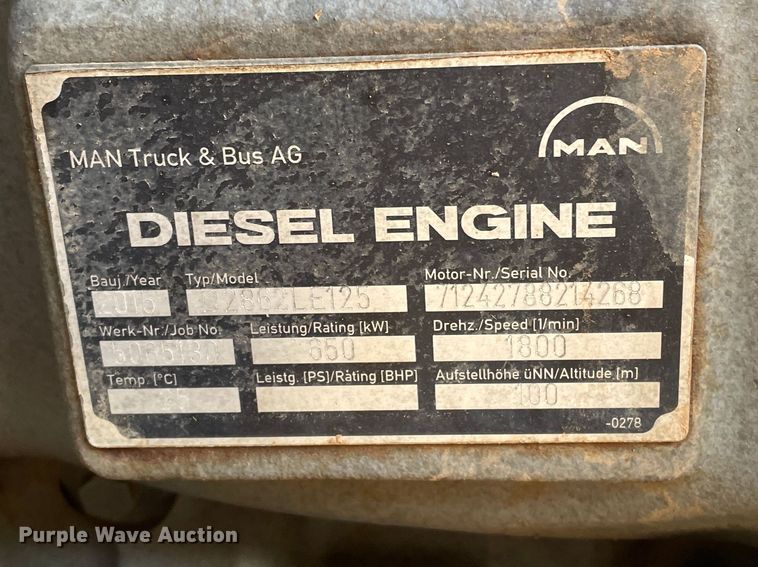 MAN Truck & Bus AG
MAN
DIESEL ENGINE
Bauj./Year Typ/Model Motor-Nr./Serial No.
2015 2862LE125 71242788214268
Werk-Nr./Job No. Leistung/Rating [kW] Drehz./Speed [1/min]
650 1800
Temp. [°C] Leistg. [PS]/Rating [BHP] Aufstellhöhe üNN/Altitude [m]
100
-0278
Purple Wave Auction